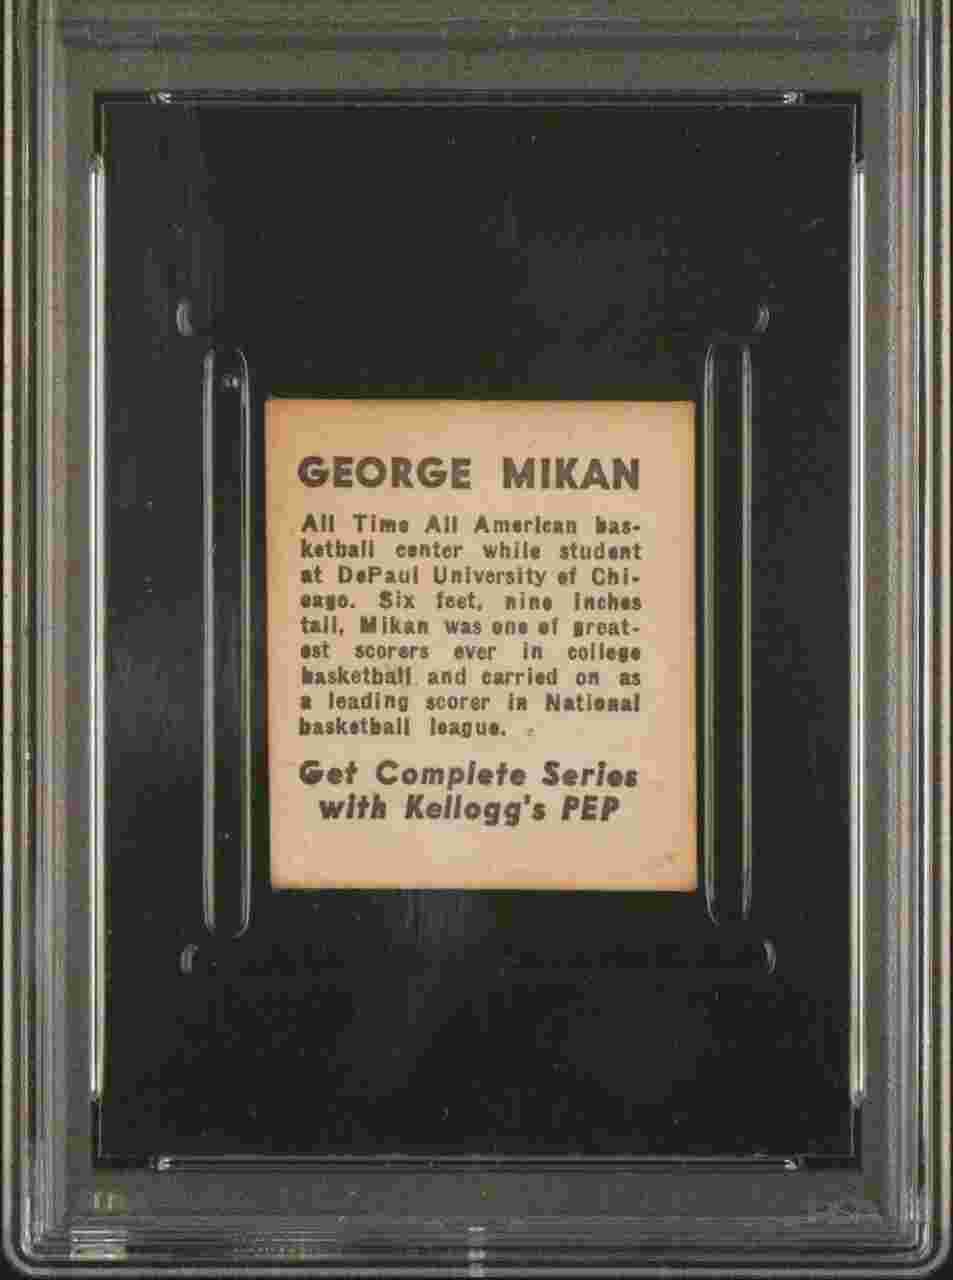 GEORGE MIKAN
All Time All American bas-
ketball center while student
at DePaul University of Chi-
cago. Six feet, nine inches
tall, Mikan was one of great-
est scorers ever in college
basketball and carried on as
a leading scorer in National
basketball league.
Get Complete Series
with Kellogg's PEP
PSA